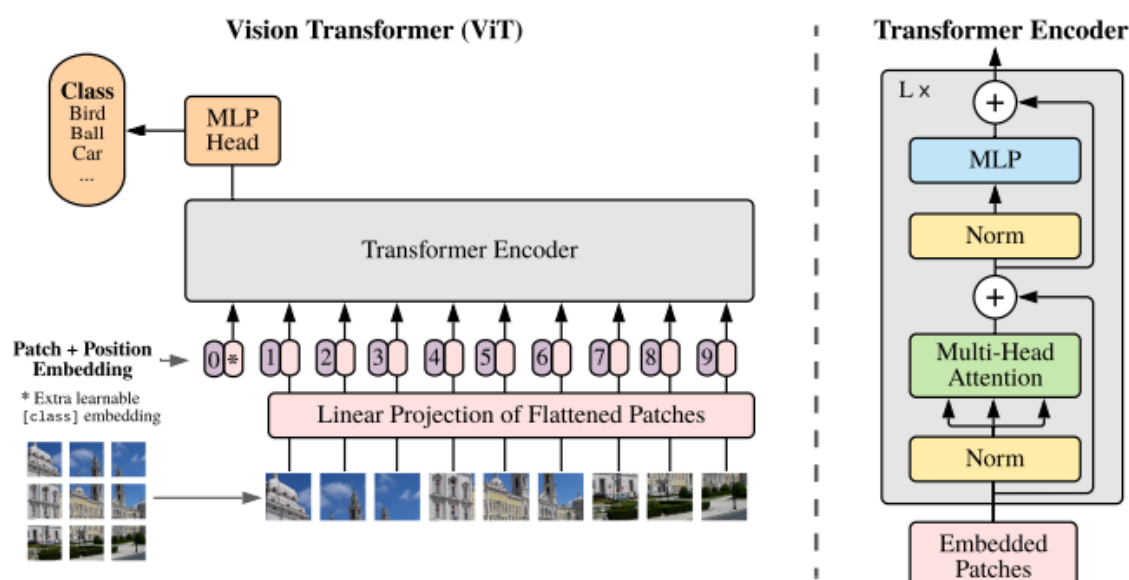 Vision Transformer (ViT)
Class
Bird
Ball
Car
...
MLP
Head
Transformer Encoder
Patch + Position
Embedding
0 * 1 2 3 4 5 6 7 8 9
* Extra learnable
[class] embedding
Linear Projection of Flattened Patches
Transformer Encoder
L x
+
MLP
Norm
+
Multi-Head
Attention
Norm
Embedded
Patches